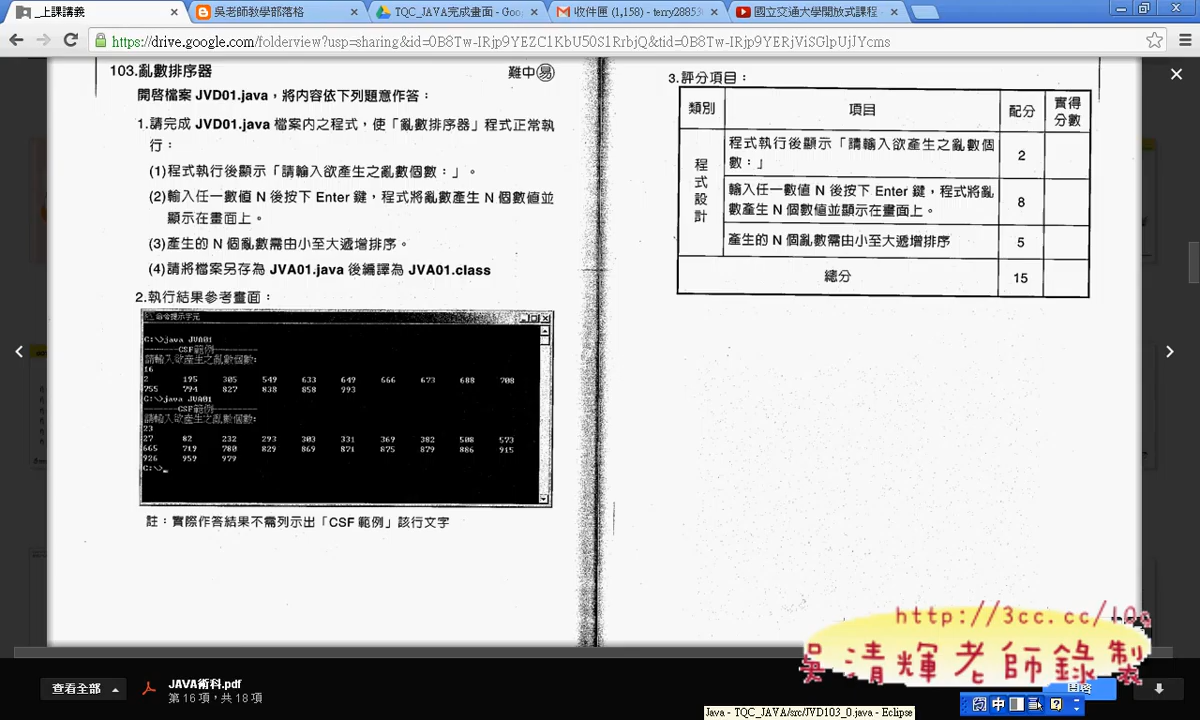 _上課講義
吳老師教學部落格
TQC_JAVA完成畫面 - Goo
收件匣 (1,158) - terry28853
國立交通大學開放式課程
https://drive.google.com/folderview?usp=sharing&id=0B8Tw-IRjp9YEZC1KbU50S1RrbjQ&tid=0B8Tw-IRjp9YERjViSGlpUjJYcms
103.亂數排序器
難中易
開啓檔案 JVD01.java，將內容依下列題意作答：
1.請完成 JVD01.java 檔案內之程式，使「亂數排序器」程式正常執
行：
(1)程式執行後顯示「請輸入欲產生之亂數個數：」。
(2)輸入任一數值 N 後按下 Enter 鍵，程式將亂數產生 N 個數值並
顯示在畫面上。
(3)產生的 N 個亂數需由小至大遞增排序。
(4)請將檔案另存為 JVA01.java 後編譯為 JVA01.class
2.執行結果參考畫面：
命令提示字元
C:\>java JVA01
------CSF範例------
請輸入欲產生之亂數個數:
16
2 195 305 549 633 649 666 673 688 708
755 794 827 838 858 993
C:\>java JVA01
------CSF範例------
請輸入欲產生之亂數個數:
23
27 82 232 293 303 331 369 382 508 573
665 719 780 829 869 871 875 879 886 915
926 959 979
C:\>_
註：實際作答結果不需列示出「CSF 範例」該行文字
3.評分項目：
類別 項目 配分 實得
分數
程式設計
程式執行後顯示「請輸入欲產生之亂數個
數：」 2
輸入任一數值 N 後按下 Enter 鍵，程式將亂
數產生 N 個數值並顯示在畫面上。 8
產生的 N 個亂數需由小至大遞增排序 5
總分 15
http://3cc.cc/10q
吳清輝老師錄製
查看全部
JAVA術科.pdf
第 16 項，共 18 項
開啓
中
Java - TQC_JAVA/src/JVD103_0.java - Eclipse